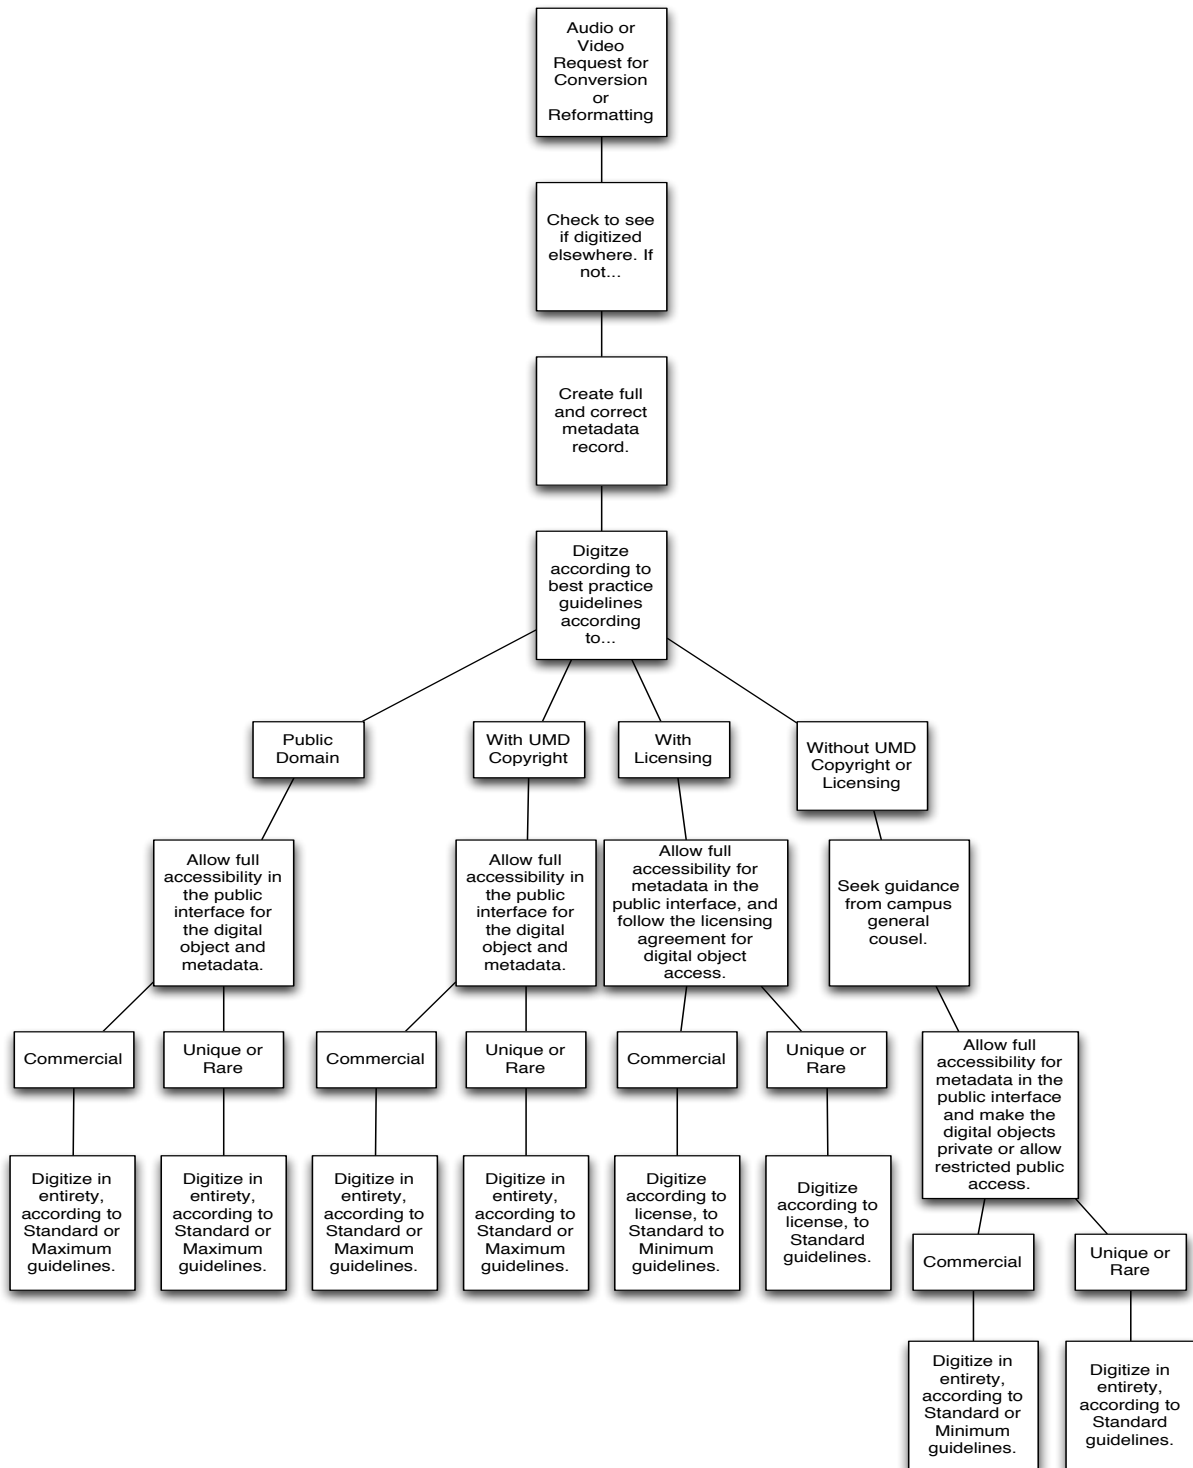 Audio or
Video
Request for
Conversion
or
Reformatting
Check to see
if digitized
elsewhere. If
not...
Create full
and correct
metadata
record.
Digitze
according to
best practice
guidelines
according
to...
Public
Domain
With UMD
Copyright
With
Licensing
Without UMD
Copyright or
Licensing
Allow full
accessibility in
the public
interface for
the digital
object and
metadata.
Allow full
accessibility in
the public
interface for
the digital
object and
metadata.
Allow full
accessibility for
metadata in the
public interface, and
follow the licensing
agreement for
digital object
access.
Seek guidance
from campus
general
cousel.
Commercial
Unique or
Rare
Commercial
Unique or
Rare
Commercial
Unique or
Rare
Allow full
accessibility for
metadata in the
public interface
and make the
digital objects
private or allow
restricted public
access.
Digitize in
entirety,
according to
Standard or
Maximum
guidelines.
Digitize in
entirety,
according to
Standard or
Maximum
guidelines.
Digitize in
entirety,
according to
Standard or
Maximum
guidelines.
Digitize in
entirety,
according to
Standard or
Maximum
guidelines.
Digitize
according to
license, to
Standard to
Minimum
guidelines.
Digitize
according to
license, to
Standard
guidelines.
Commercial
Unique or
Rare
Digitize in
entirety,
according to
Standard or
Minimum
guidelines.
Digitize in
entirety,
according to
Standard
guidelines.